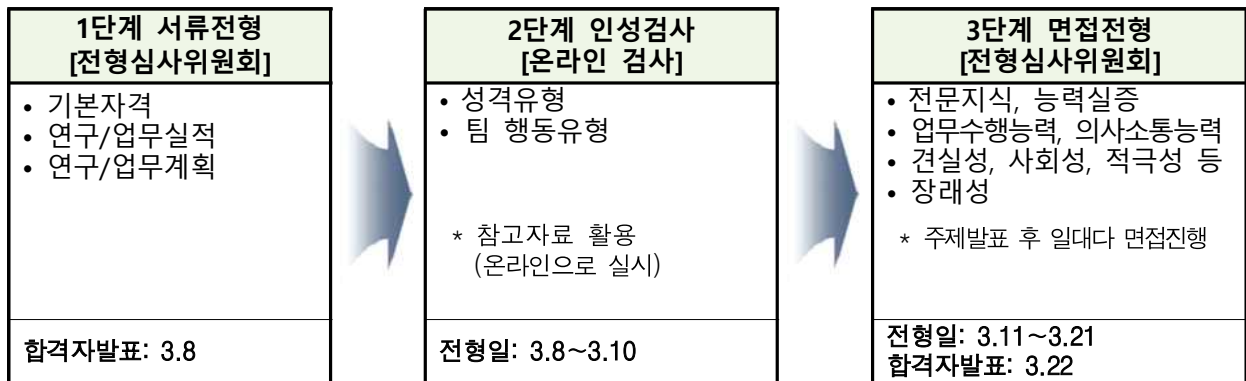 1단계 서류전형
[전형심사위원회]
• 기본자격
• 연구/업무실적
• 연구/업무계획
합격자발표: 3.8
2단계 인성검사
[온라인 검사]
• 성격유형
• 팀 행동유형
* 참고자료 활용
(온라인으로 실시)
전형일: 3.8~3.10
3단계 면접전형
[전형심사위원회]
• 전문지식, 능력실증
• 업무수행능력, 의사소통능력
• 견실성, 사회성, 적극성 등
• 장래성
* 주제발표 후 일대다 면접진행
전형일: 3.11~3.21
합격자발표: 3.22